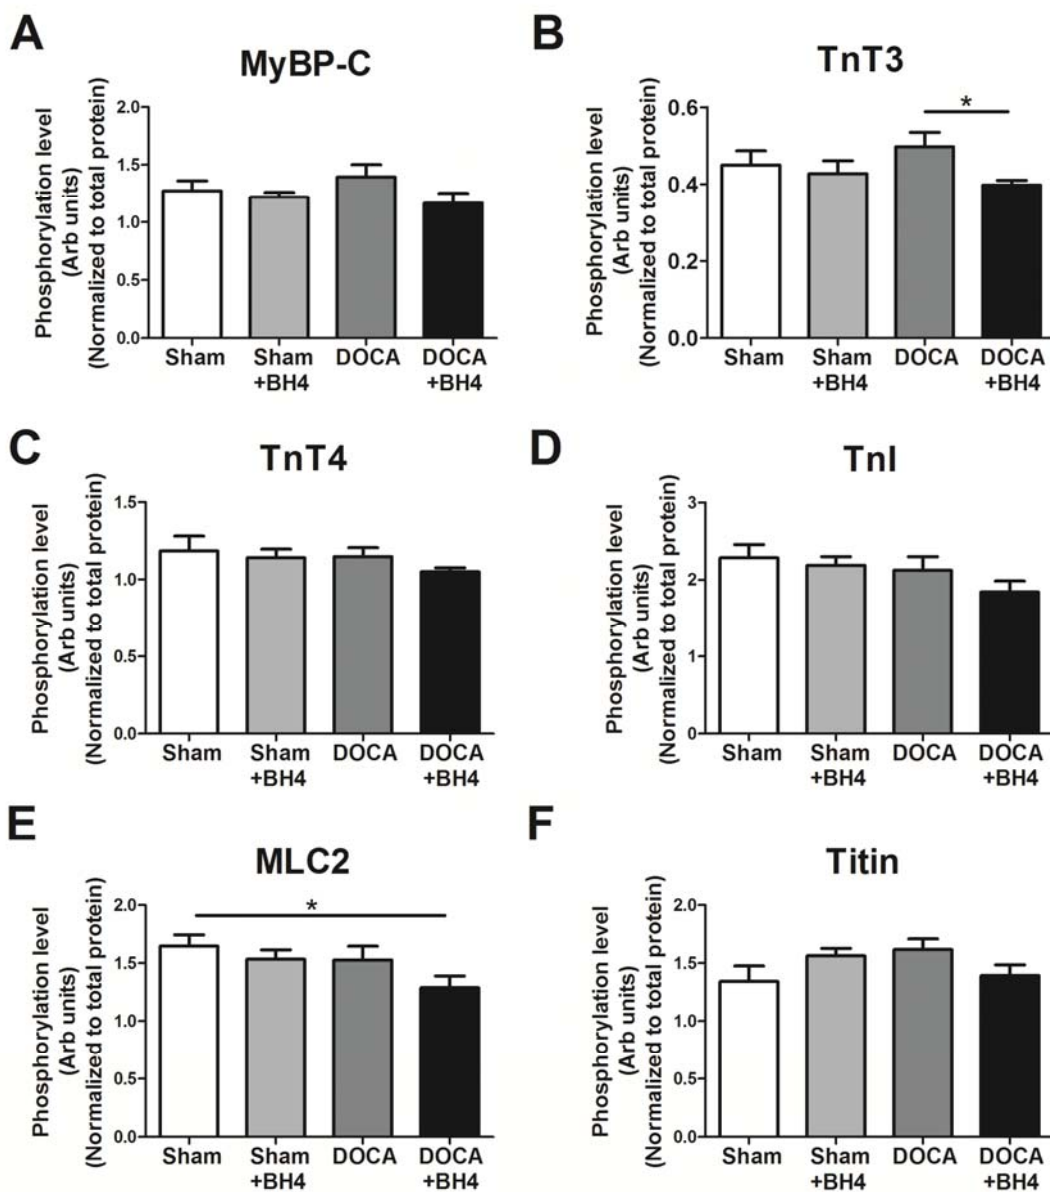 A
MyBP-C
Phosphorylation level
(Arb units)
(Normalized to total protein)
2.0
1.5
1.0
0.5
0.0
Sham
Sham
+BH4
DOCA
DOCA
+BH4
B
TnT3
Phosphorylation level
(Arb units)
(Normalized to total protein)
0.6
0.4
0.2
0.0
*
Sham
Sham
+BH4
DOCA
DOCA
+BH4
C
TnT4
Phosphorylation level
(Arb units)
(Normalized to total protein)
1.5
1.0
0.5
0.0
Sham
Sham
+BH4
DOCA
DOCA
+BH4
D
TnI
Phosphorylation level
(Arb units)
(Normalized to total protein)
3
2
1
0
Sham
Sham
+BH4
DOCA
DOCA
+BH4
E
MLC2
Phosphorylation level
(Arb units)
(Normalized to total protein)
2.0
1.5
1.0
0.5
0.0
*
Sham
Sham
+BH4
DOCA
DOCA
+BH4
F
Titin
Phosphorylation level
(Arb units)
(Normalized to total protein)
2.0
1.5
1.0
0.5
0.0
Sham
Sham
+BH4
DOCA
DOCA
+BH4